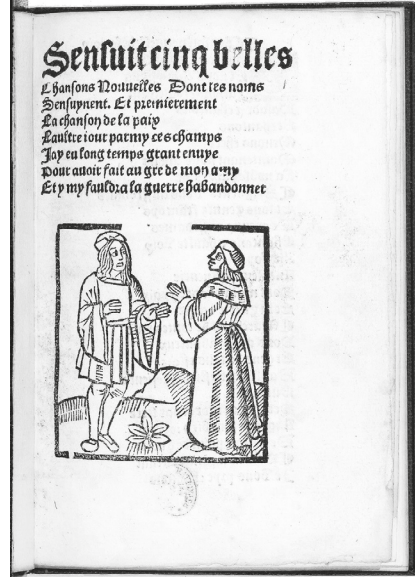 Sensuit cinq belles
Chansons Nouuelles Dont les noms
Sensuyuent. Et premierement
La chanson de la paix
Laultre iour parmy ces champs
Jay eu long temps grant enuye
Pour auoir fait au gre de mon amy
Et y my fauldra la guerre habandonner